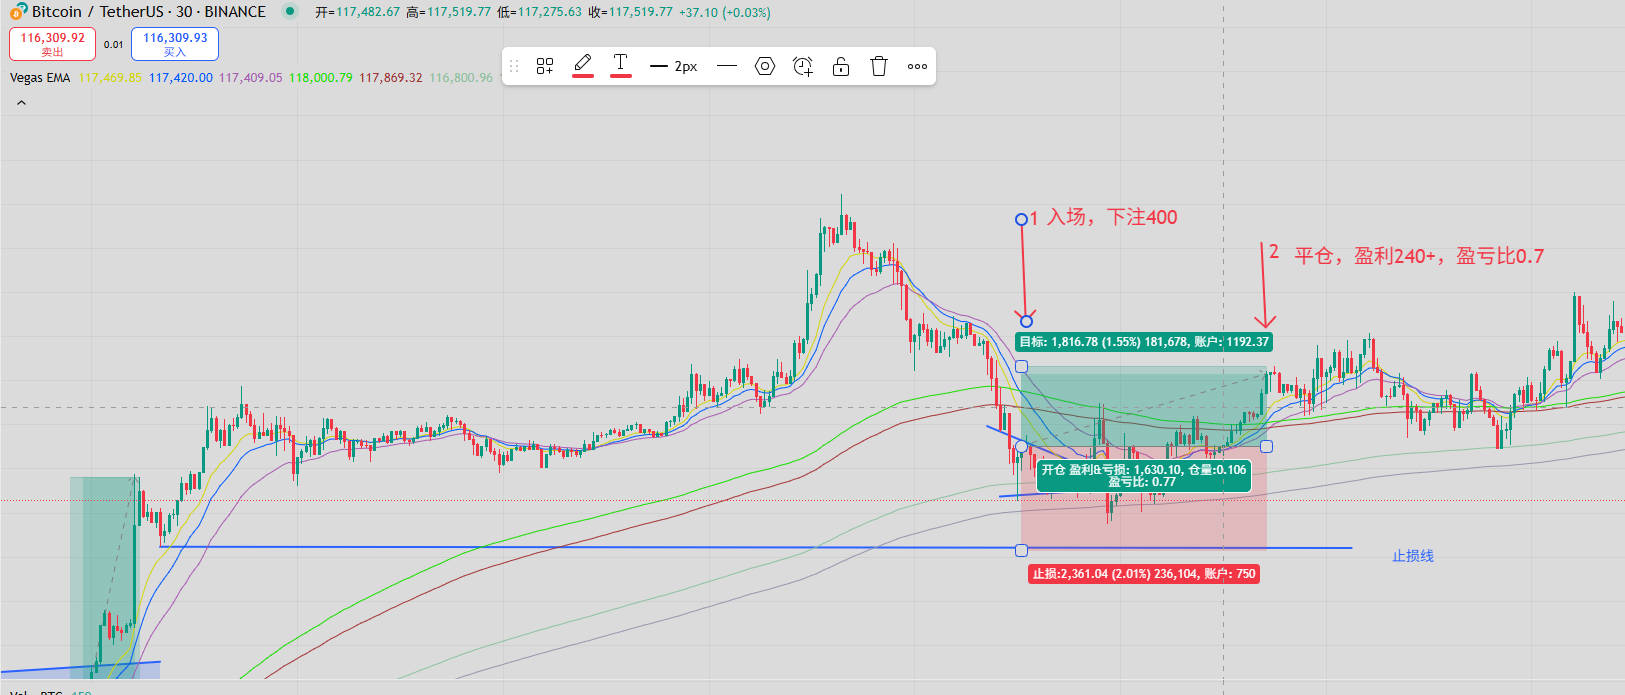 Bitcoin / TetherUS · 30 · BINANCE 开=117,482.67 高=117,519.77 低=117,275.63 收=117,519.77 +37.10 (+0.03%)
116,309.92
卖出
0.01
116,309.93
买入
Vegas EMA 117,469.85 117,420.00 117,409.05 118,000.79 117,869.32 116,800.96
T 2px
1 入场，下注400
2 平仓，盈利240+，盈亏比0.7
目标: 1,816.78 (1.55%) 181,678, 账户: 1192.37
开仓 盈利&亏损: 1,630.10, 仓量:0.106
盈亏比: 0.77
止损线
止损:2,361.04 (2.01%) 236,104, 账户: 750